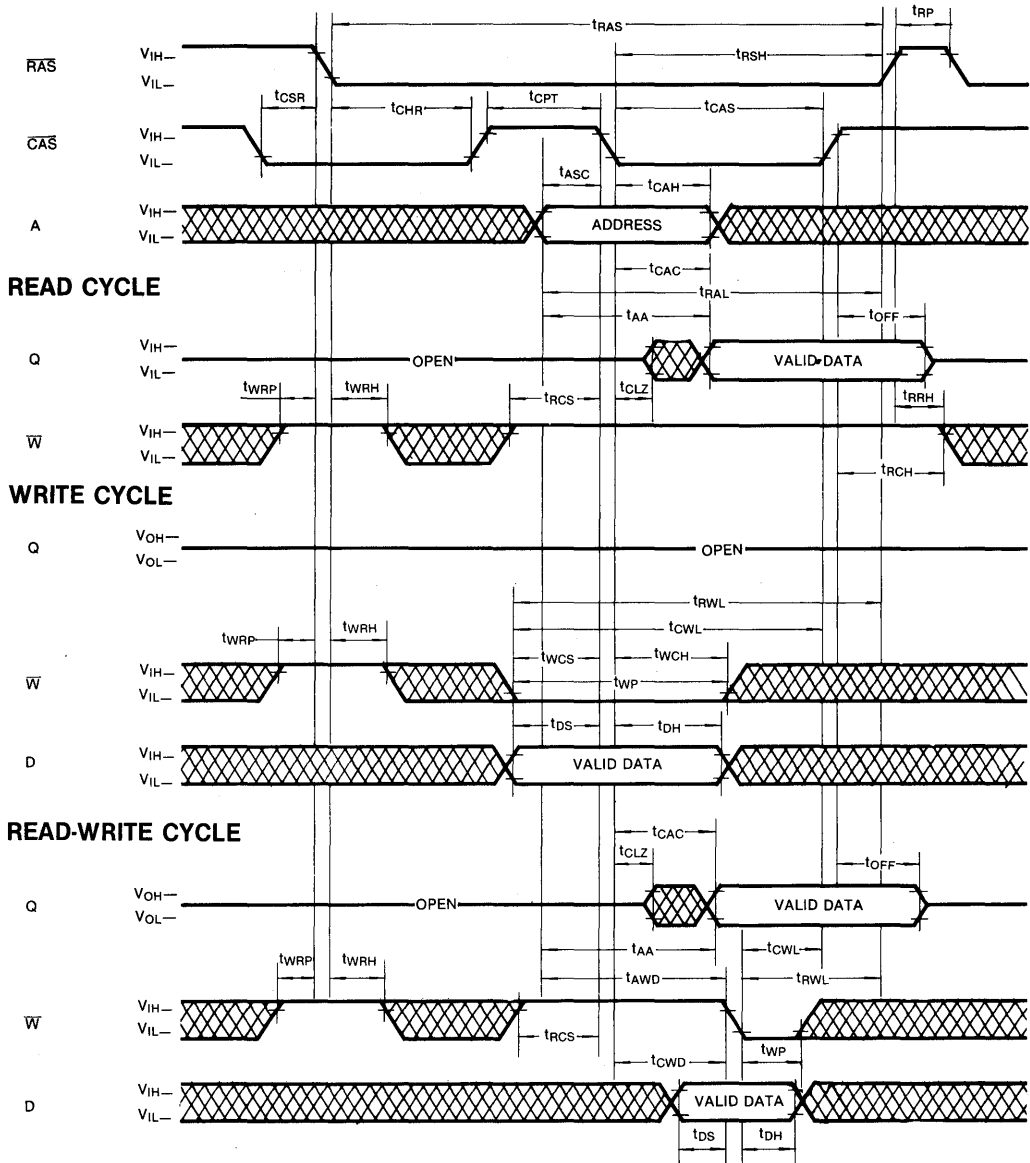 tRAS tRP
RAS VIH— tRSH
VIL—
tCSR tCHR tCPT tCAS
CAS VIH—
VIL—
tASC tCAH
A VIH— ADDRESS
VIL—
tCAC
READ CYCLE tRAL
tAA tOFF
Q VIH— OPEN VALID DATA
VIL—
tWRP tWRH tRCS tCLZ tRRH
W VIH—
VIL—
tRCH
WRITE CYCLE
Q VOH— OPEN
VOL—
tRWL
tWRP tWRH tCWL
W VIH— tWCS tWCH
VIL— tWP
tDS tDH
D VIH— VALID DATA
VIL—
READ-WRITE CYCLE
tCAC
tCLZ tOFF
Q VOH— OPEN VALID DATA
VOL—
tAA tCWL
tWRP tWRH tAWD tRWL
W VIH—
VIL— tRCS tWP
tCWD
D VIH— VALID DATA
VIL—
tDS tDH